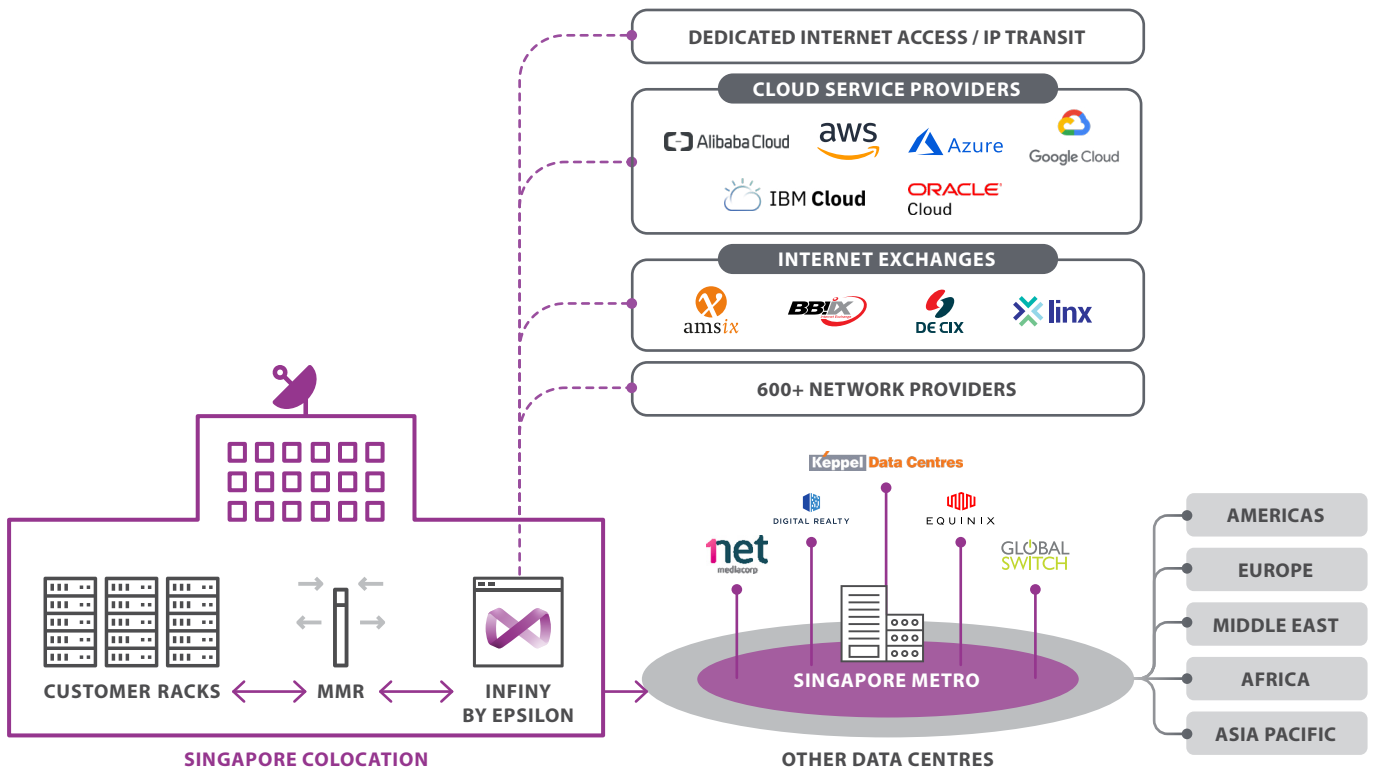 DEDICATED INTERNET ACCESS / IP TRANSIT
CLOUD SERVICE PROVIDERS
Alibaba Cloud
aws
Azure
Google Cloud
IBM Cloud
ORACLE
Cloud
INTERNET EXCHANGES
amsix
BBIX
DE CIX
linx
600+ NETWORK PROVIDERS
Keppel Data Centres
DIGITAL REALTY
EQUINIX
1net
mediacorp
GLOBAL
SWITCH
AMERICAS
EUROPE
MIDDLE EAST
AFRICA
ASIA PACIFIC
CUSTOMER RACKS
MMR
INFINY
BY EPSILON
SINGAPORE METRO
SINGAPORE COLOCATION
OTHER DATA CENTRES